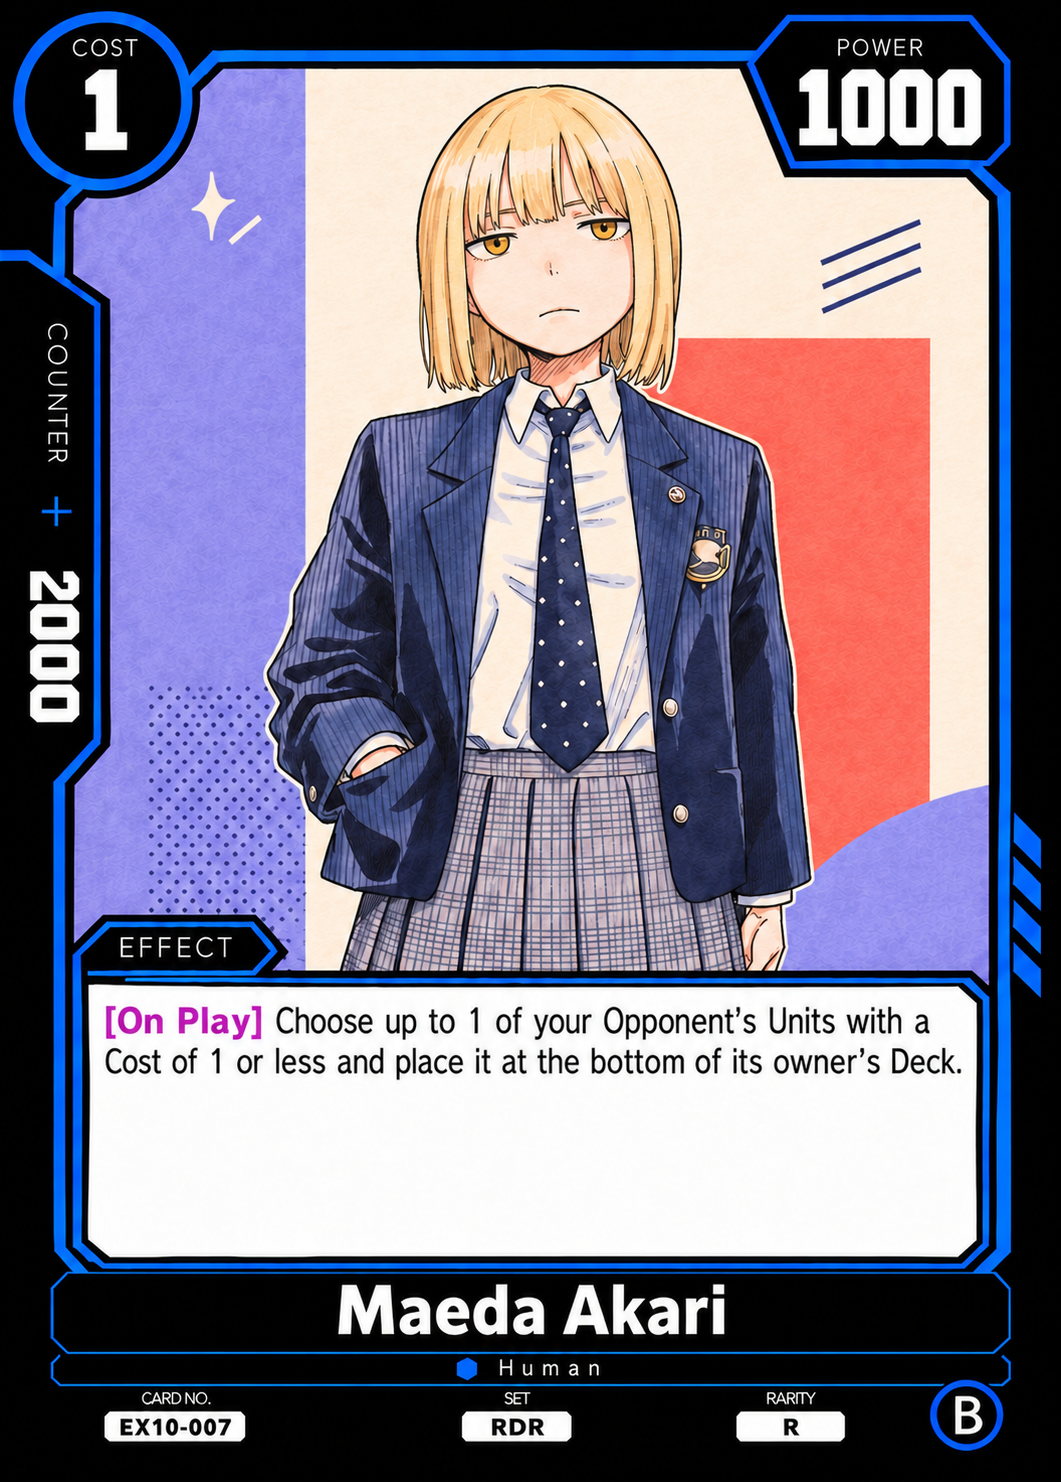 COST
1
POWER
1000
COUNTER + 2000
EFFECT
[On Play] Choose up to 1 of your Opponent's Units with a
Cost of 1 or less and place it at the bottom of its owner's Deck.
Maeda Akari
Human
CARD NO.
EX10-007
SET
RDR
RARITY
R
B